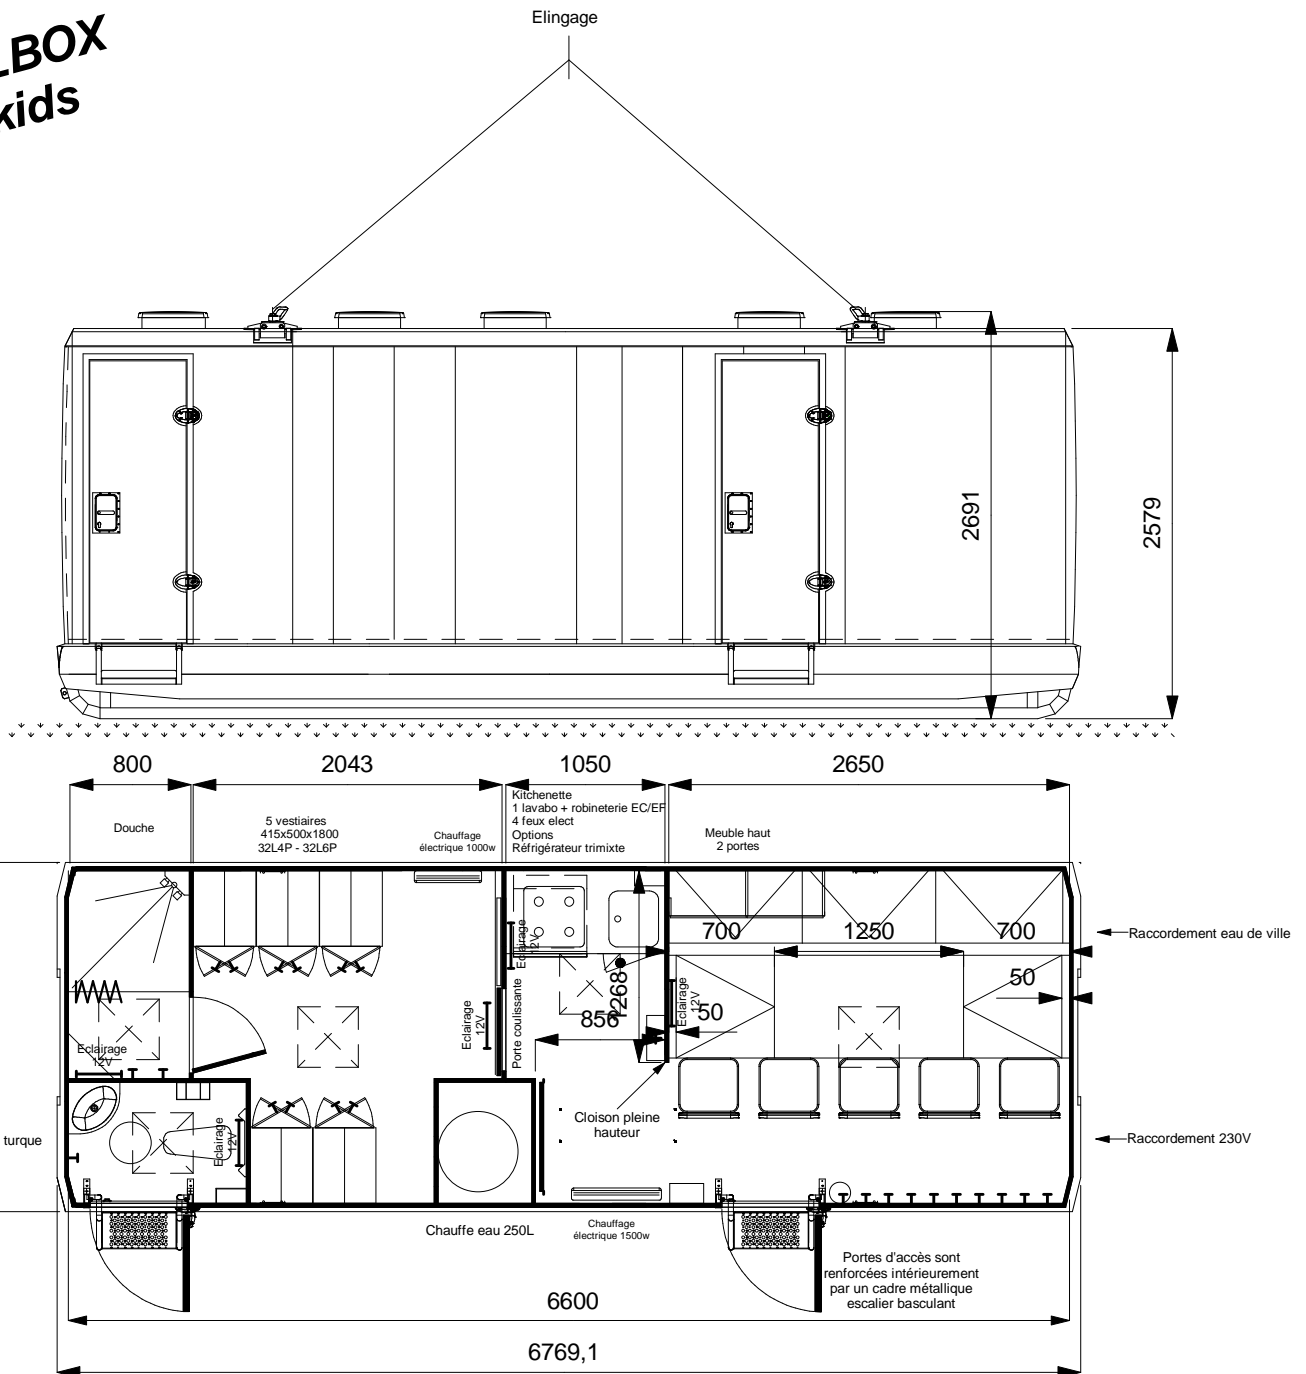 LBOX
kids
Elingage
2691
2579
800
2043
1050
2650
Douche
5 vestiaires
415x500x1800
32L4P - 32L6P
Chauffage
électrique 1000w
Kitchenette
1 lavabo + robineterie EC/EF
4 feux elect
Options
Réfrigérateur trimixte
Meuble haut
2 portes
700
1250
700
50
Raccordement eau de ville
Eclairage
12V
1268
856
50
Eclairage
12V
Eclairage
12V
Porte coulissante
Eclairage
12V
Eclairage
12V
Cloison pleine
hauteur
turque
Raccordement 230V
Chauffe eau 250L
Chauffage
électrique 1500w
Portes d'accès sont
renforcées intérieurement
par un cadre métallique
escalier basculant
6600
6769,1